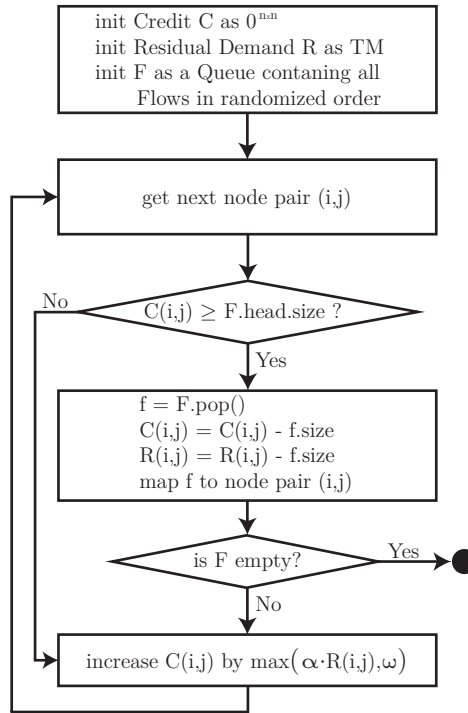 init Credit C as 0ⁿˣⁿ
init Residual Demand R as TM
init F as a Queue contaning all
Flows in randomized order
get next node pair (i,j)
C(i,j) ≥ F.head.size ?
No
Yes
f = F.pop()
C(i,j) = C(i,j) - f.size
R(i,j) = R(i,j) - f.size
map f to node pair (i,j)
is F empty?
Yes
No
increase C(i,j) by max(α·R(i,j),ω)